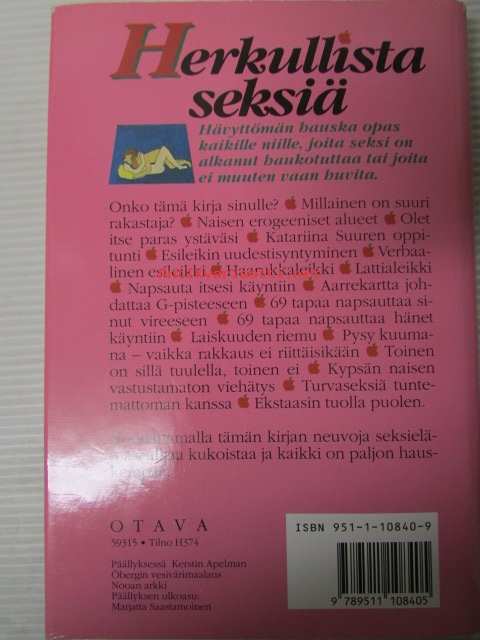 Herkullista
seksiä
Hävyttömän hauska opas
kaikille niille, joita seksi on
alkanut haukotuttaa tai joita
ei muuten vaan huvita.
Onko tämä kirja sinulle? Millainen on suuri
rakastaja? Naisen erogeeniset alueet Olet
itse paras ystäväsi Katariina Suuren oppi-
tunti Esileikin uudestisyntyminen Verbaa-
linen Haarukkaleikki Lattialeikki
Napsauta itsesi käyntiin Aarrekartta joh-
dattaa G-pisteeseen 69 tapaa napsauttaa si-
nut vireeseen 69 tapaa napsauttaa hänet
käyntiin Laiskuuden riemu Pysy kuuma-
na – vaikka rakkaus ei riittäisikään Toinen
on sillä tuulella, toinen ei Kypsän naisen
vastustamaton viehätys Turvaseksiä tunte-
mattoman kanssa Ekstaasin tuolla puolen.
tämän kirjan neuvoja seksielä-
kukoistaa ja kaikki on paljon haus-
OTAVA
59315 • Tilno H374
Päällyksessä Kerstin Apelman
Öbergin vesivärimaalaus
Nooan arkki
Päällyksen ulkoasu:
Marjatta Saastamoinen
ISBN 951-1-10840-9
9 789511 108405